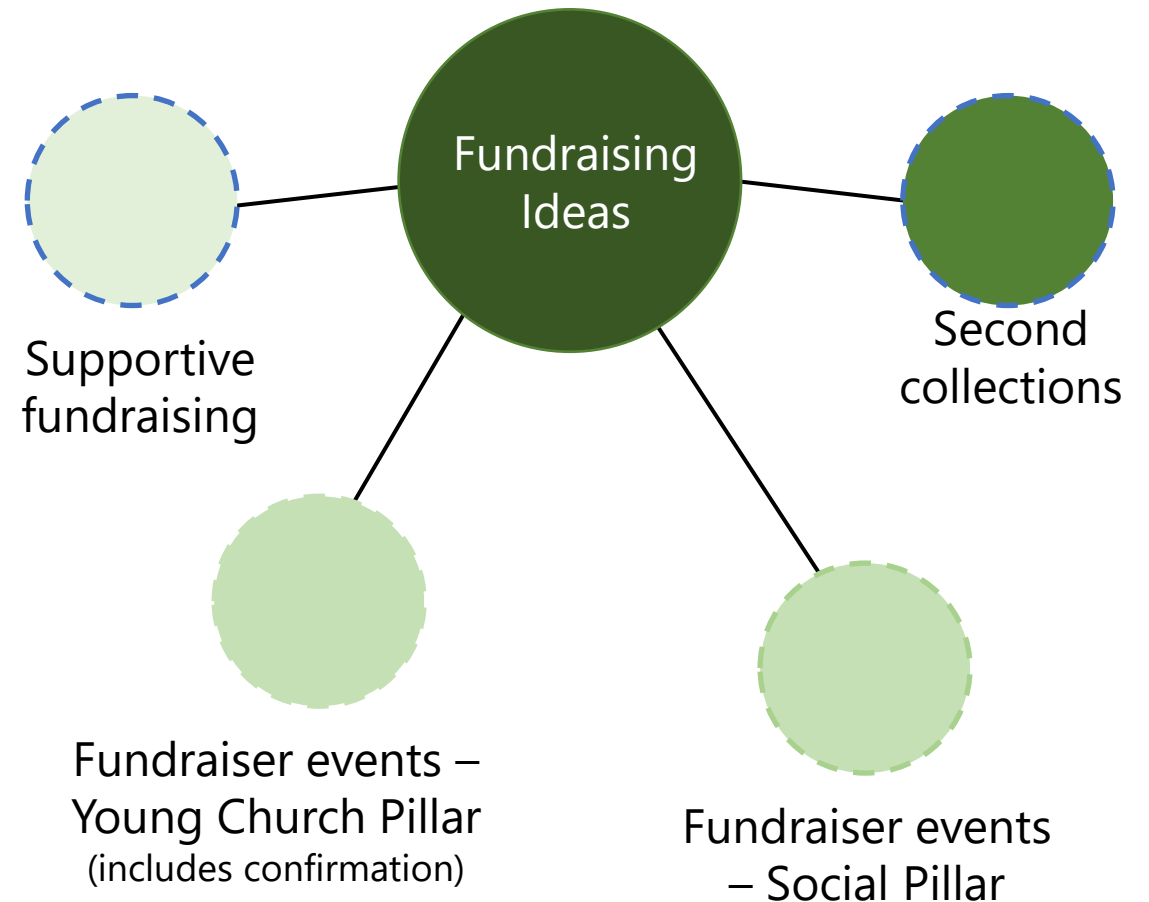 Fundraising
Ideas
Supportive
fundraising
Second
collections
Fundraiser events –
Young Church Pillar
(includes confirmation)
Fundraiser events
– Social Pillar